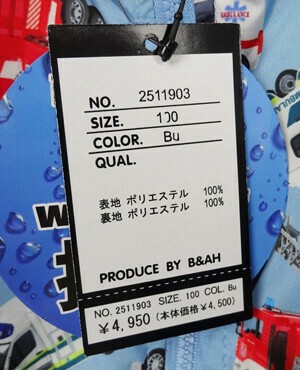 AMBULANCE
NO. 2511903
SIZE. 100
COLOR. Bu
QUAL.
表地 ポリエステル 100%
裏地 ポリエステル 100%
PRODUCE BY B&AH
NO. 2511903 SIZE. 100 COL. Bu
¥4,950 (本体価格¥4,500)